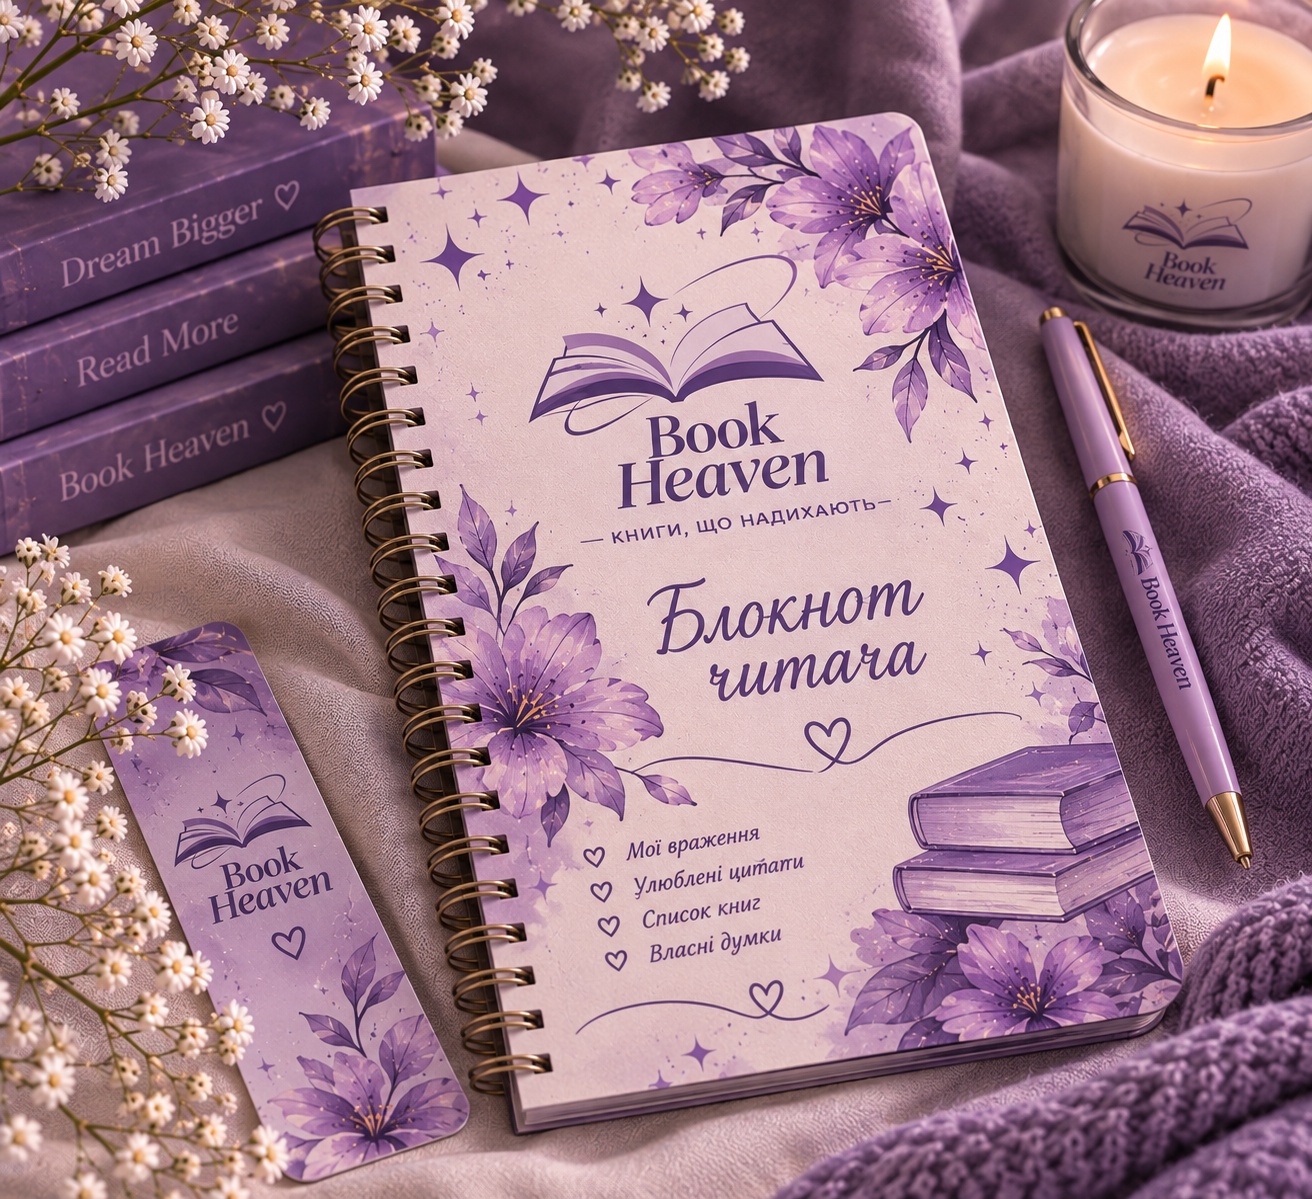 Dream Bigger
Read More
Book Heaven
Book
Heaven
— КНИГИ, ЩО НАДИХАЮТЬ—
Блокнот
читача
Мої враження
Улюблені цитати
Список книг
Власні думки
Book
Heaven
Book
Heaven
Book Heaven